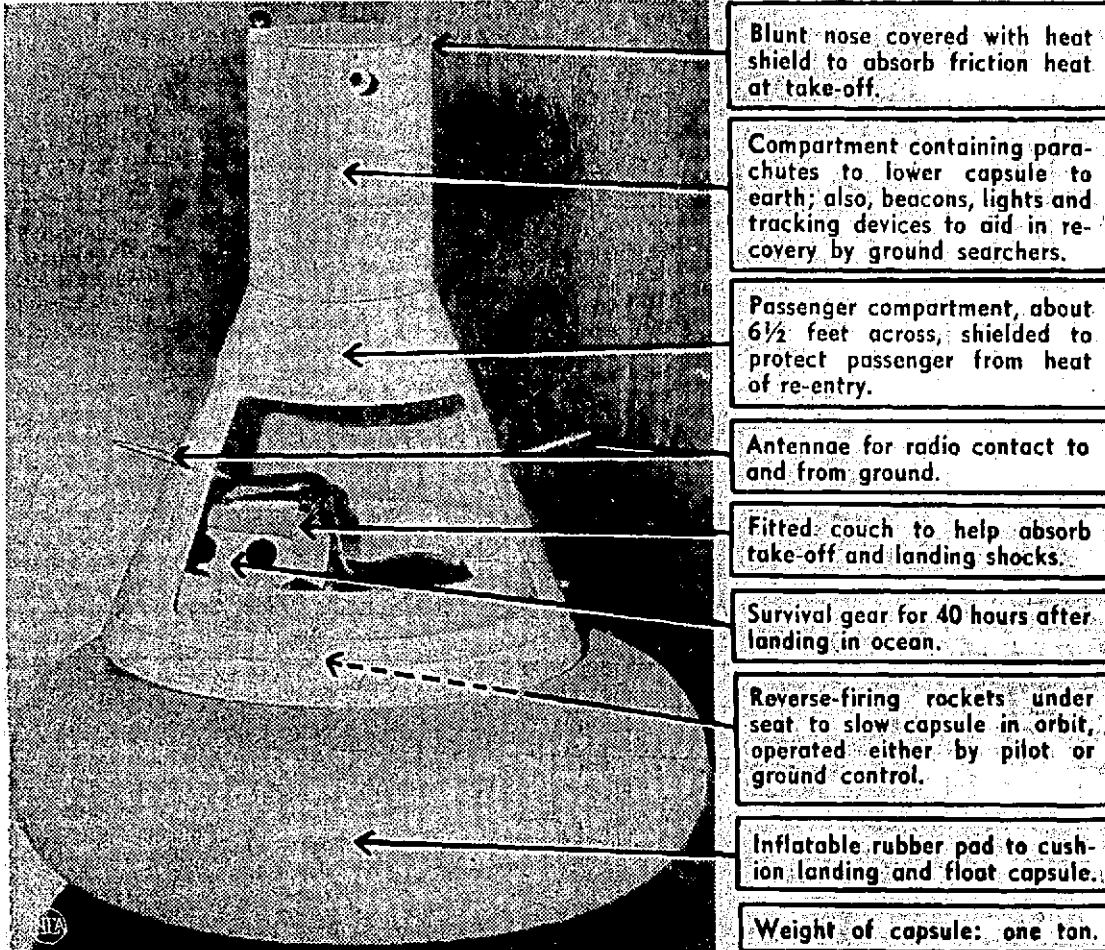 Blunt nose covered with heat
shield to absorb friction heat
at take-off.
Compartment containing para-
chutes to lower capsule to
earth; also, beacons, lights and
tracking devices to aid in re-
covery by ground searchers.
Passenger compartment, about
6½ feet across, shielded to
protect passenger from heat
of re-entry.
Antennae for radio contact to
and from ground.
Fitted couch to help absorb
take-off and landing shocks.
Survival gear for 40 hours after
landing in ocean.
Reverse-firing rockets under
seat to slow capsule in orbit,
operated either by pilot or
ground control.
Inflatable rubber pad to cush-
ion landing and float capsule.
Weight of capsule: one ton.
NEA